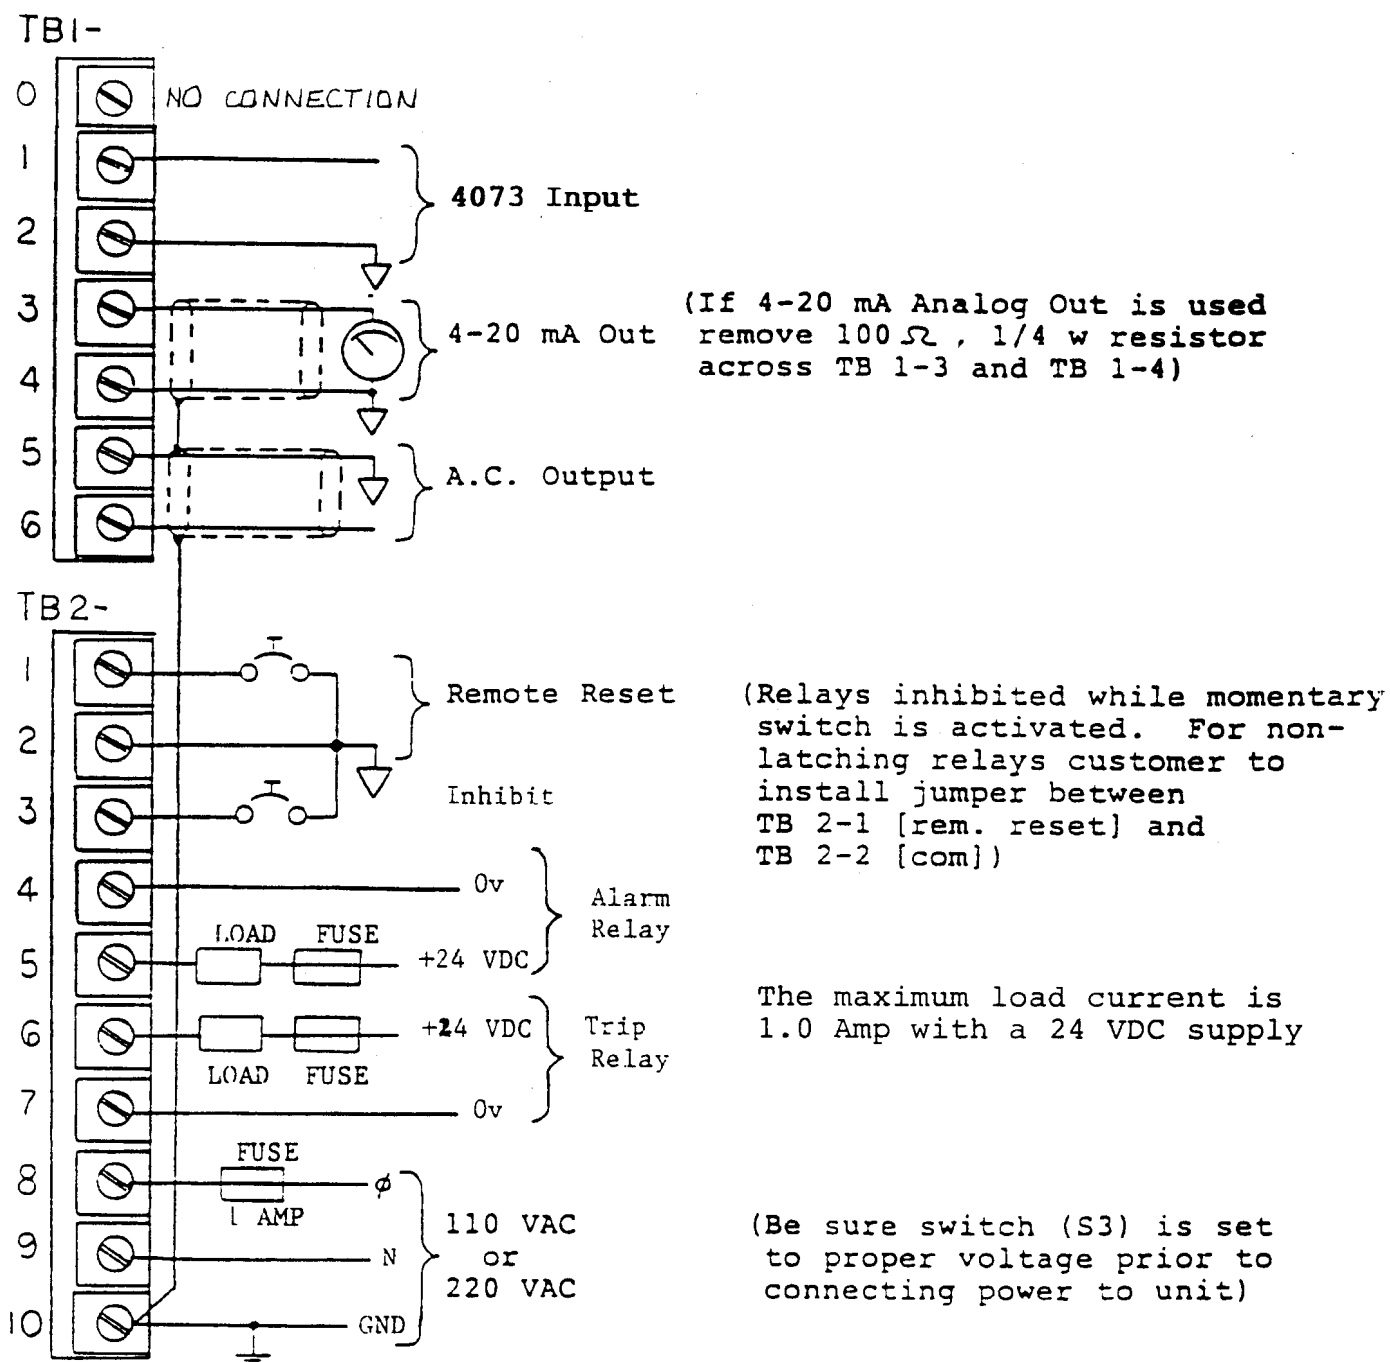 TB1-
0 NO CONNECTION
1
4073 Input
2
3
(If 4-20 mA Analog Out is used
4-20 mA Out
remove 100Ω, 1/4 w resistor
across TB 1-3 and TB 1-4)
4
5
A.C. Output
6
TB2-
1
Remote Reset
(Relays inhibited while momentary
switch is activated. For non-
latching relays customer to
install jumper between
TB 2-1 [rem. reset] and
TB 2-2 [com])
2
3
Inhibit
4
0v
Alarm
Relay
LOAD FUSE
5
+24 VDC
The maximum load current is
1.0 Amp with a 24 VDC supply
6
+24 VDC
Trip
Relay
LOAD FUSE
7
0v
FUSE
8
ϕ
1 AMP
110 VAC
or
220 VAC
(Be sure switch (S3) is set
to proper voltage prior to
connecting power to unit)
9
N
10
GND